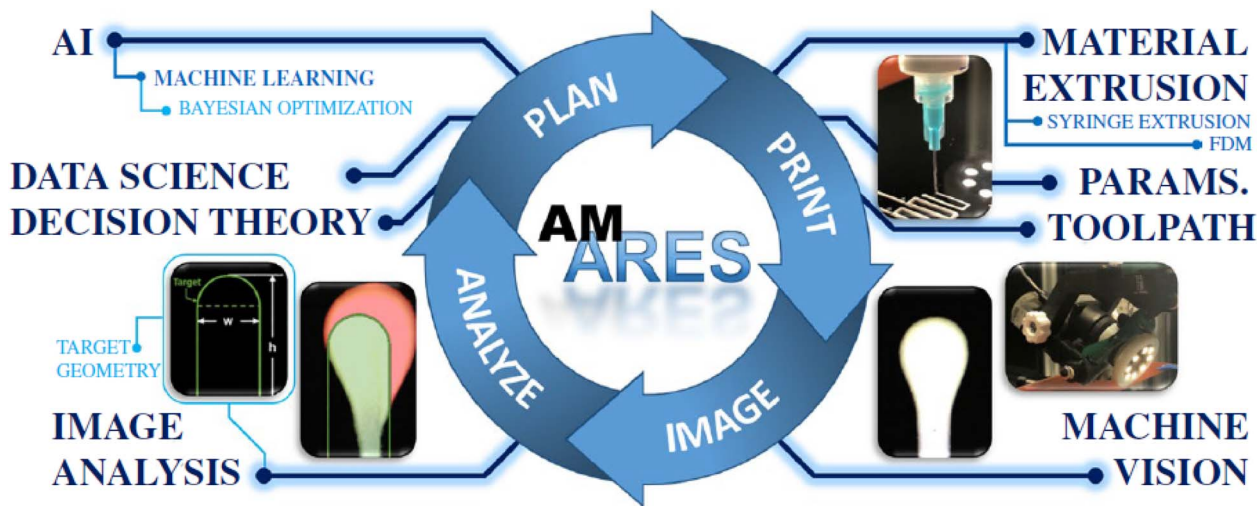 AI
MACHINE LEARNING
BAYESIAN OPTIMIZATION
DATA SCIENCE
DECISION THEORY
PLAN
PRINT
IMAGE
ANALYZE
AM
ARES
MATERIAL
EXTRUSION
SYRINGE EXTRUSION
FDM
PARAMS.
TOOLPATH
Target
w
h
TARGET
GEOMETRY
IMAGE
ANALYSIS
MACHINE
VISION